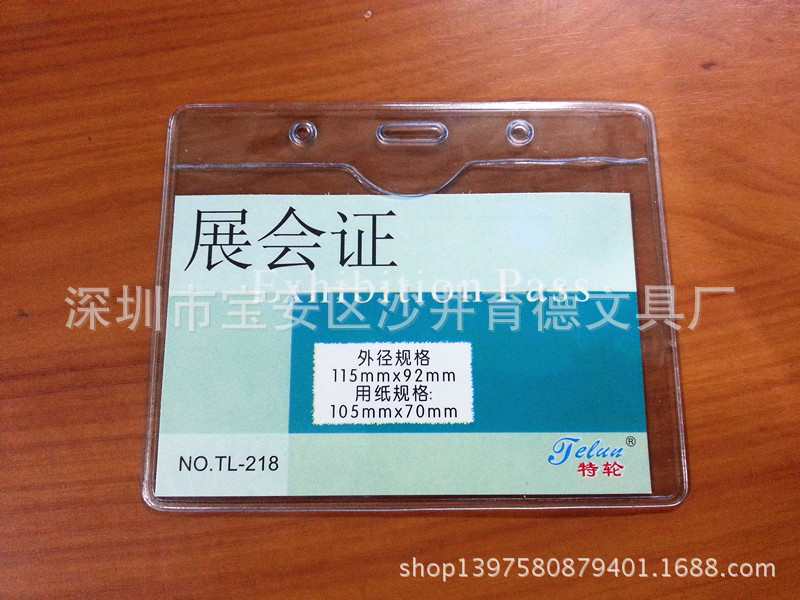 展会证
Exhibition Pass
深圳市宝安区沙井育德文具厂
外径规格
115mmx92mm
用纸规格:
105mmx70mm
NO.TL-218
Telun®
特轮
shop1397580879401.1688.com